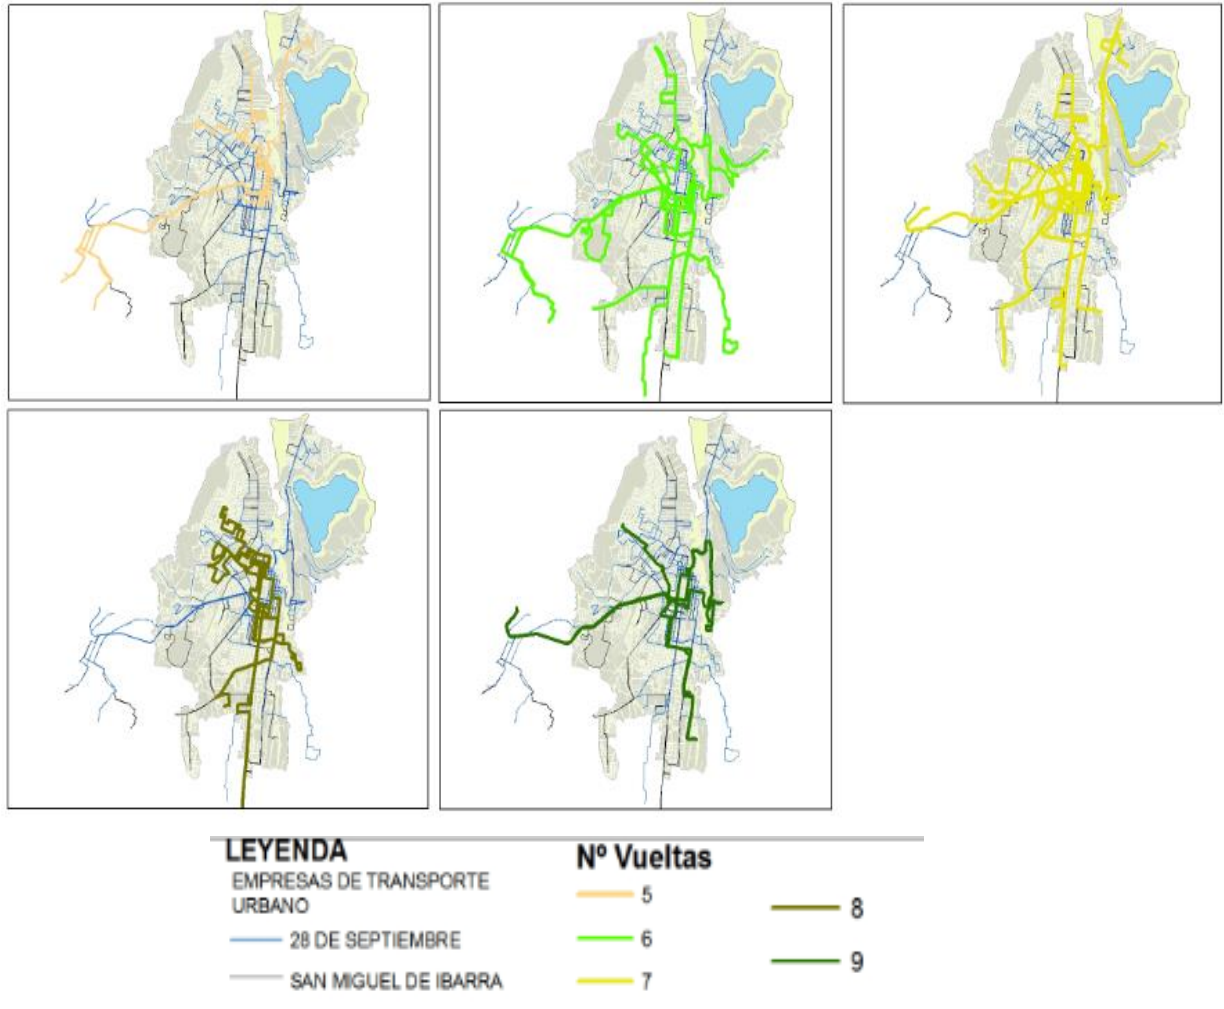 LEYENDA
EMPRESAS DE TRANSPORTE
URBANO
28 DE SEPTIEMBRE
SAN MIGUEL DE IBARRA
Nº Vueltas
5
6
7
8
9